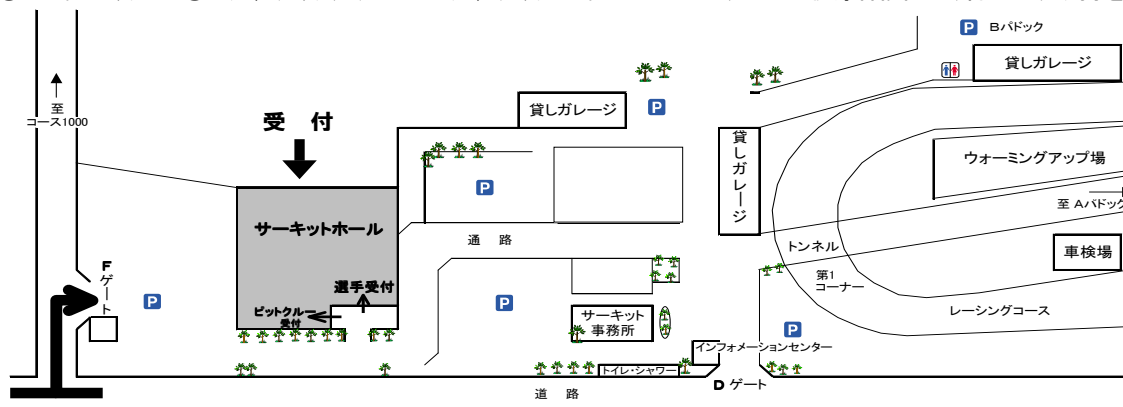 P Bパドック
貸しガレージ
至
コース1000
貸しガレージ
P
受 付
貸しガレージ
ウォーミングアップ場
P
至 Aパドック
サーキットホール
通 路
トンネル
車検場
Fゲート
第1
コーナー
選手受付
P
P
ピットクルー
受付
サーキット
事務所
レーシングコース
P
インフォメーションセンター
トイレ・シャワー
D ゲート
道 路